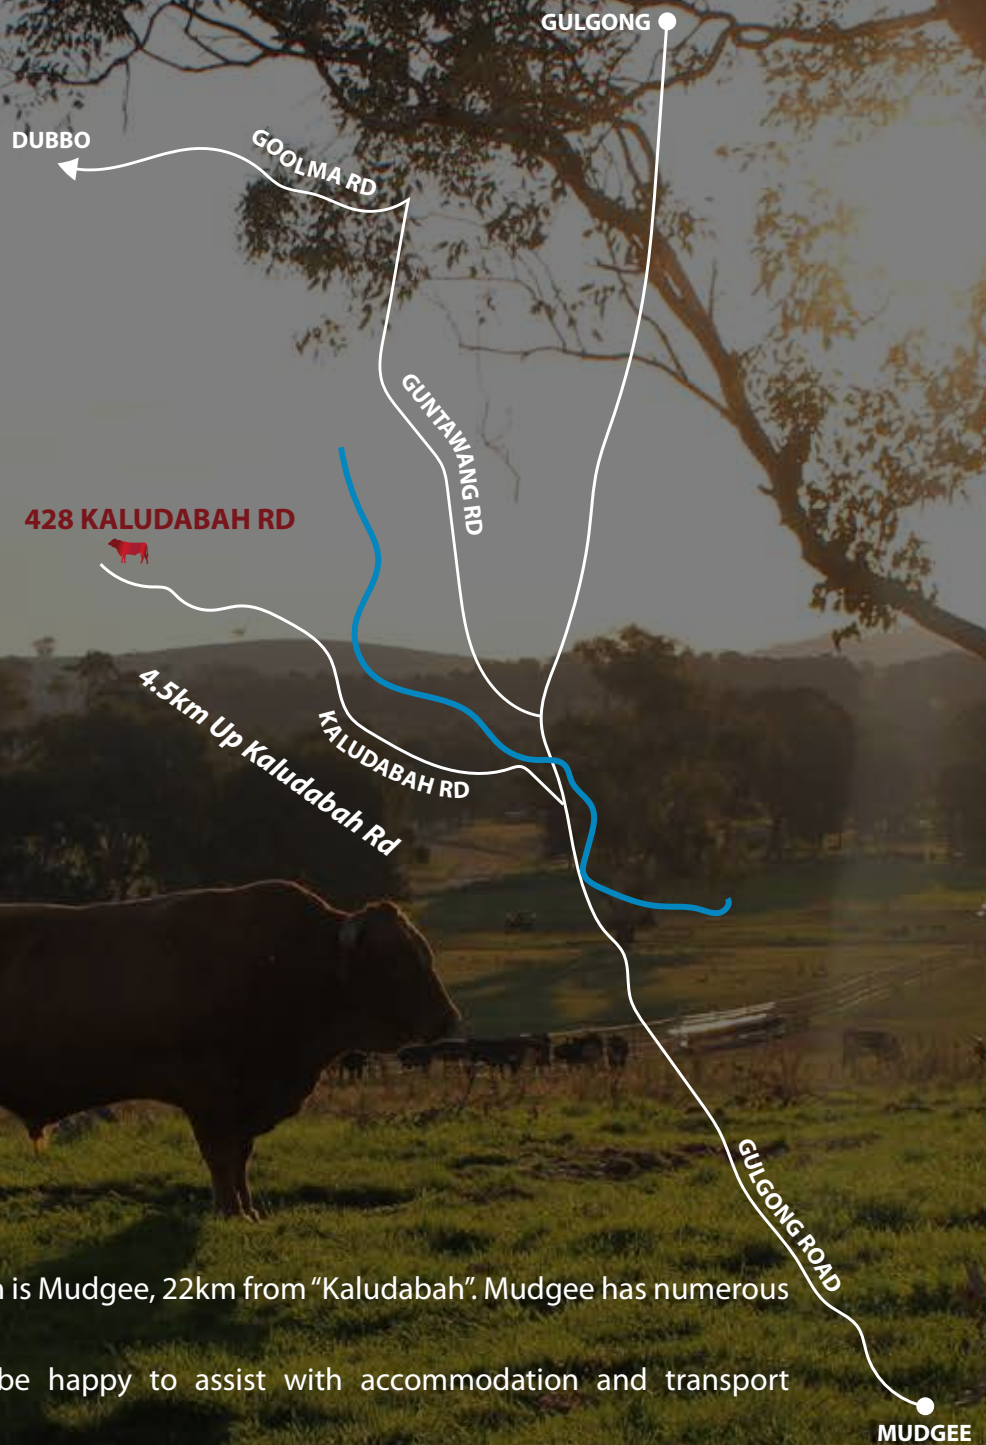 GULGONG
DUBBO
GOOLMA RD
GUNTAWANG RD
428 KALUDABAH RD
4.5km Up Kaludabah Rd
KALUDABAH RD
GULGONG ROAD
is Mudgee, 22km from “Kaludabah”. Mudgee has numerous
be happy to assist with accommodation and transport
MUDGEE